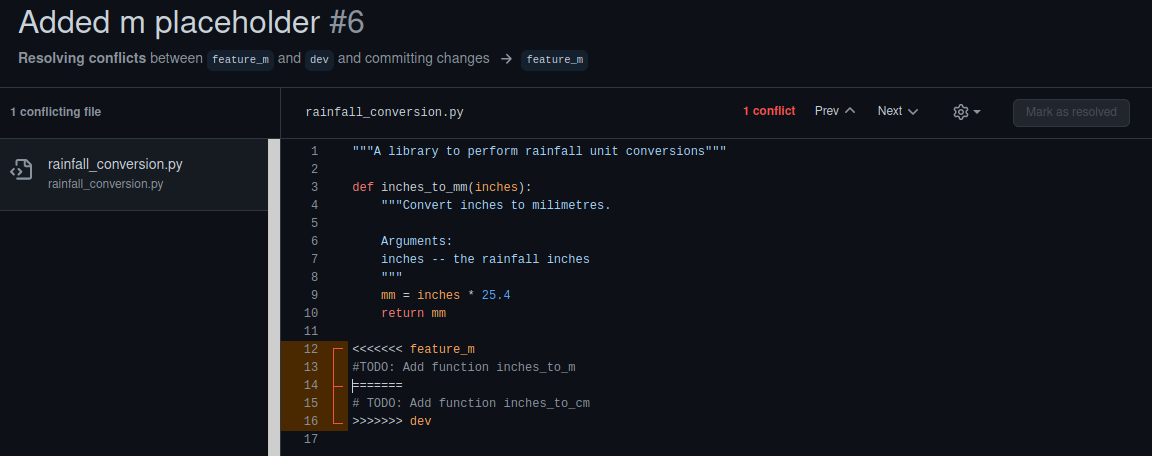 Added m placeholder #6
Resolving conflicts between feature_m and dev and committing changes → feature_m
1 conflicting file
rainfall_conversion.py
rainfall_conversion.py
rainfall_conversion.py
1 conflict Prev Next Mark as resolved
1 """A library to perform rainfall unit conversions"""
2
3 def inches_to_mm(inches):
4     """Convert inches to milimetres.
5
6     Arguments:
7     inches -- the rainfall inches
8     """
9     mm = inches * 25.4
10     return mm
11
12 <<<<<<< feature_m
13 #TODO: Add function inches_to_m
14 =======
15 # TODO: Add function inches_to_cm
16 >>>>>>> dev
17